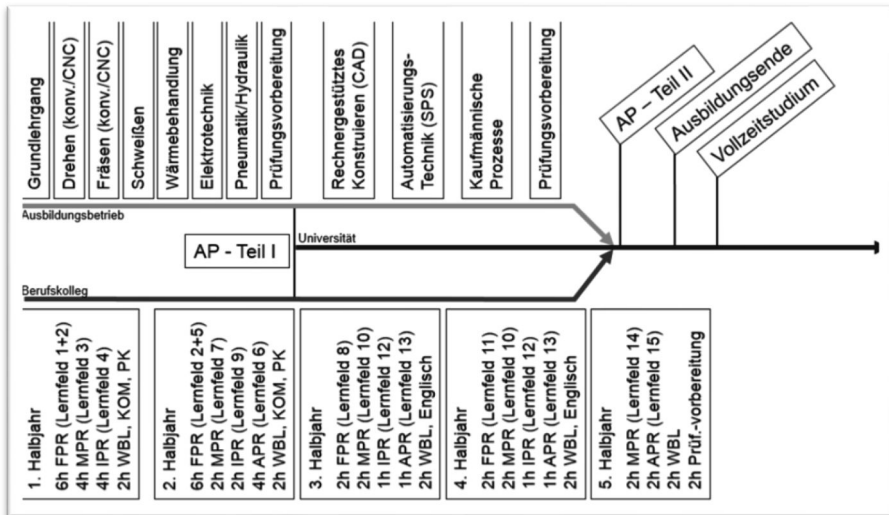 Grundlehrgang
Drehen (konv./CNC)
Fräsen (konv./CNC)
Schweißen
Wärmebehandlung
Elektrotechnik
Pneumatik/Hydraulik
Prüfungsvorbereitung
Rechnergestütztes
Konstruieren (CAD)
Automatisierungs-
Technik (SPS)
Kaufmännische
Prozesse
Prüfungsvorbereitung
AP – Teil II
Ausbildungsende
Vollzeitstudium
Ausbildungsbetrieb
AP - Teil I
Universität
Berufskolleg
1. Halbjahr
6h FPR (Lernfeld 1+2)
4h MPR (Lernfeld 3)
4h IPR (Lernfeld 4)
2h WBL, KOM, PK
2. Halbjahr
6h FPR (Lernfeld 2+5)
2h MPR (Lernfeld 7)
2h IPR (Lernfeld 9)
4h APR (Lernfeld 6)
2h WBL, KOM, PK
3. Halbjahr
2h FPR (Lernfeld 8)
2h MPR (Lernfeld 10)
1h IPR (Lernfeld 12)
1h APR (Lernfeld 13)
2h WBL, Englisch
4. Halbjahr
2h FPR (Lernfeld 11)
2h MPR (Lernfeld 10)
1h IPR (Lernfeld 12)
1h APR (Lernfeld 13)
2h WBL, Englisch
5. Halbjahr
2h MPR (Lernfeld 14)
2h APR (Lernfeld 15)
2h WBL
2h Prüf.-vorbereitung